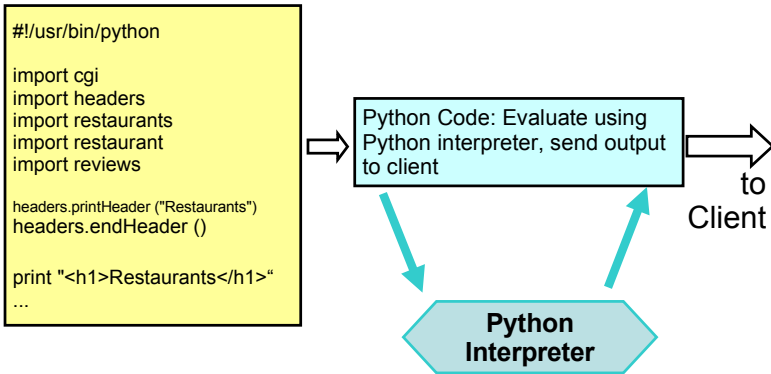 #!/usr/bin/python
import cgi
import headers
import restaurants
import restaurant
import reviews
headers.printHeader ("Restaurants")
headers.endHeader ()
print "<h1>Restaurants</h1>“
...
Python Code: Evaluate using
Python interpreter, send output
to client
to
Client
Python
Interpreter